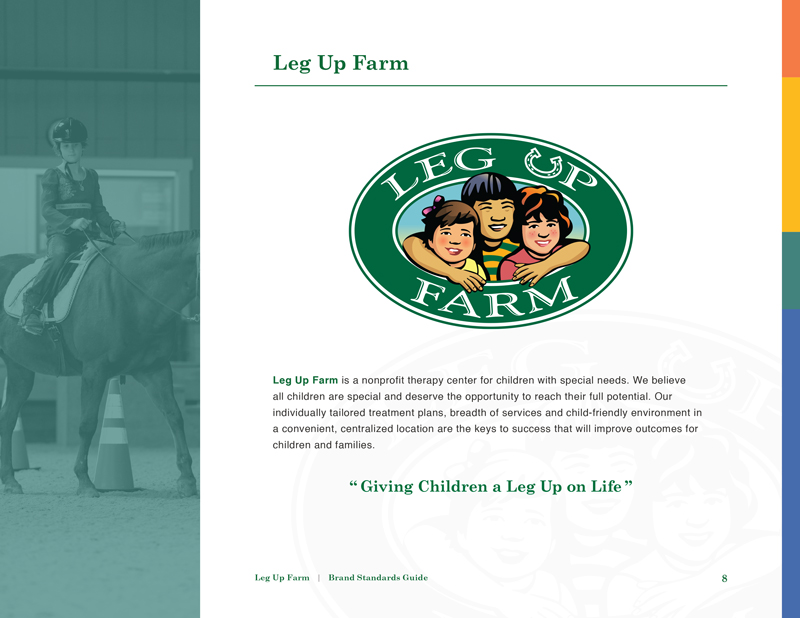 Leg Up Farm
LEG UP
FARM
Leg Up Farm is a nonprofit therapy center for children with special needs. We believe
all children are special and deserve the opportunity to reach their full potential. Our
individually tailored treatment plans, breadth of services and child-friendly environment in
a convenient, centralized location are the keys to success that will improve outcomes for
children and families.
“Giving Children a Leg Up on Life”
Leg Up Farm | Brand Standards Guide
8